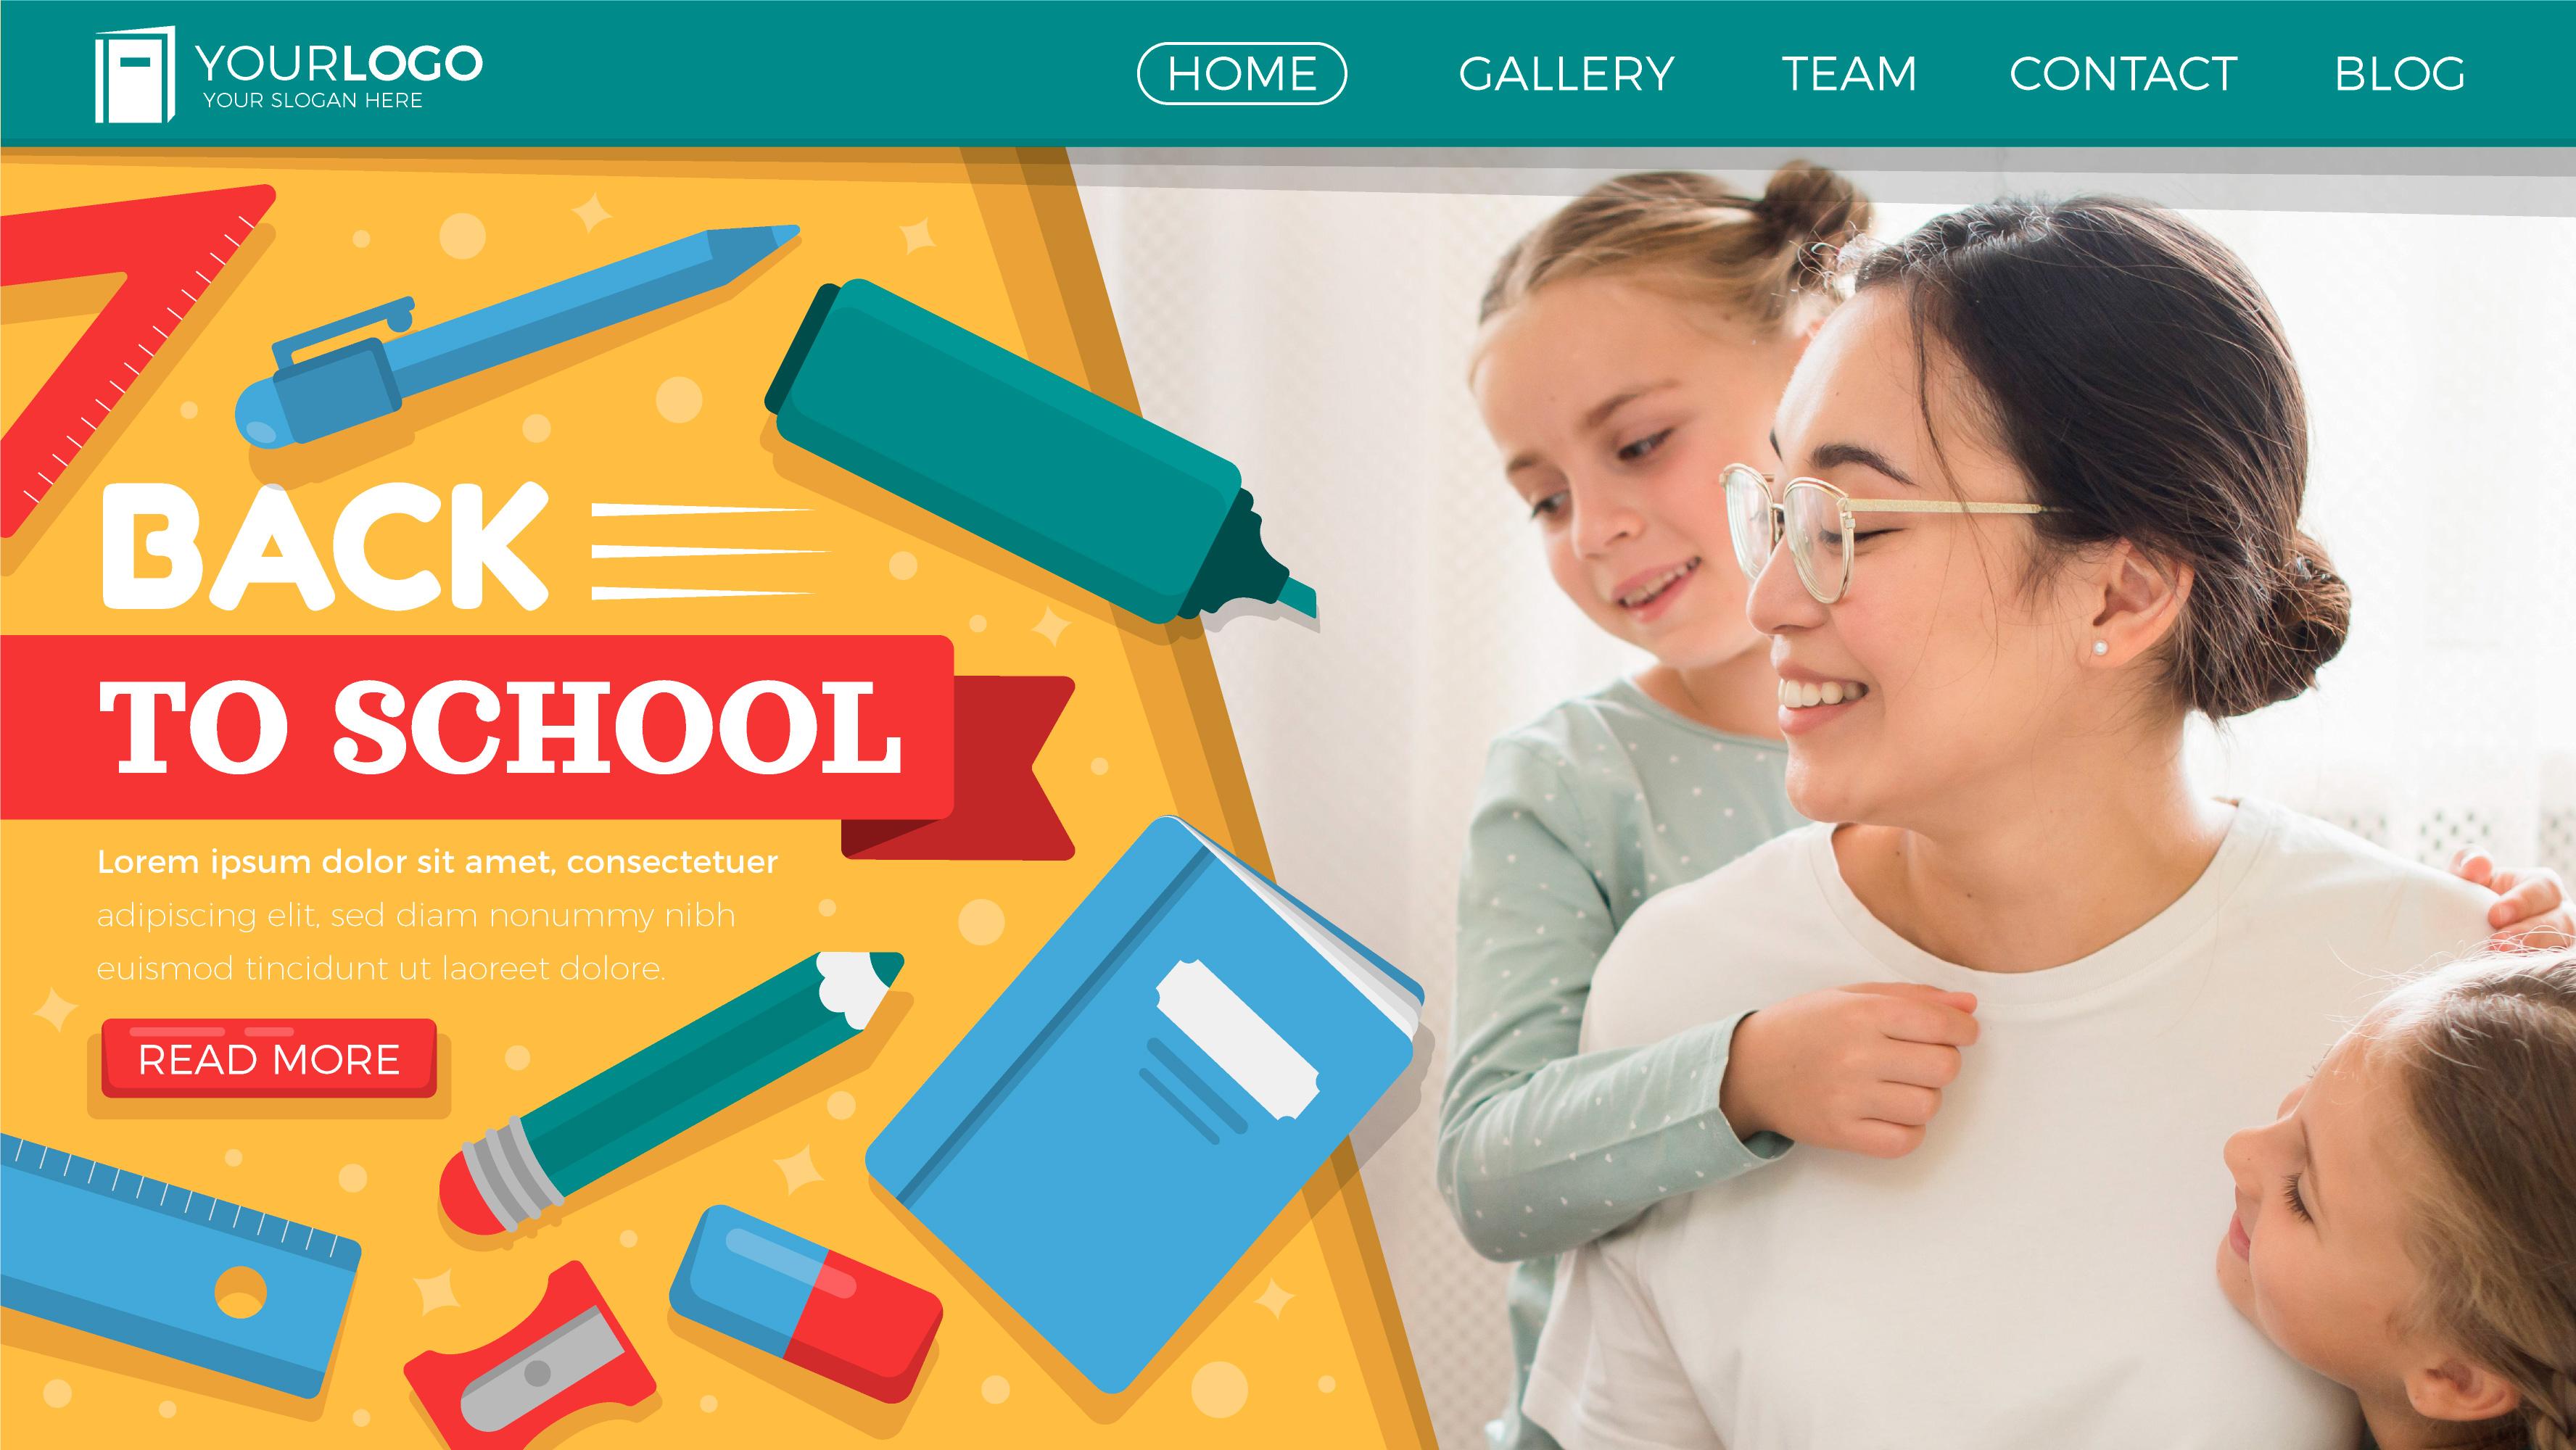 YOURLOGO
YOUR SLOGAN HERE
HOME GALLERY TEAM CONTACT BLOG
BACK
TO SCHOOL
Lorem ipsum dolor sit amet, consectetuer
adipiscing elit, sed diam nonummy nibh
euismod tincidunt ut laoreet dolore.
READ MORE